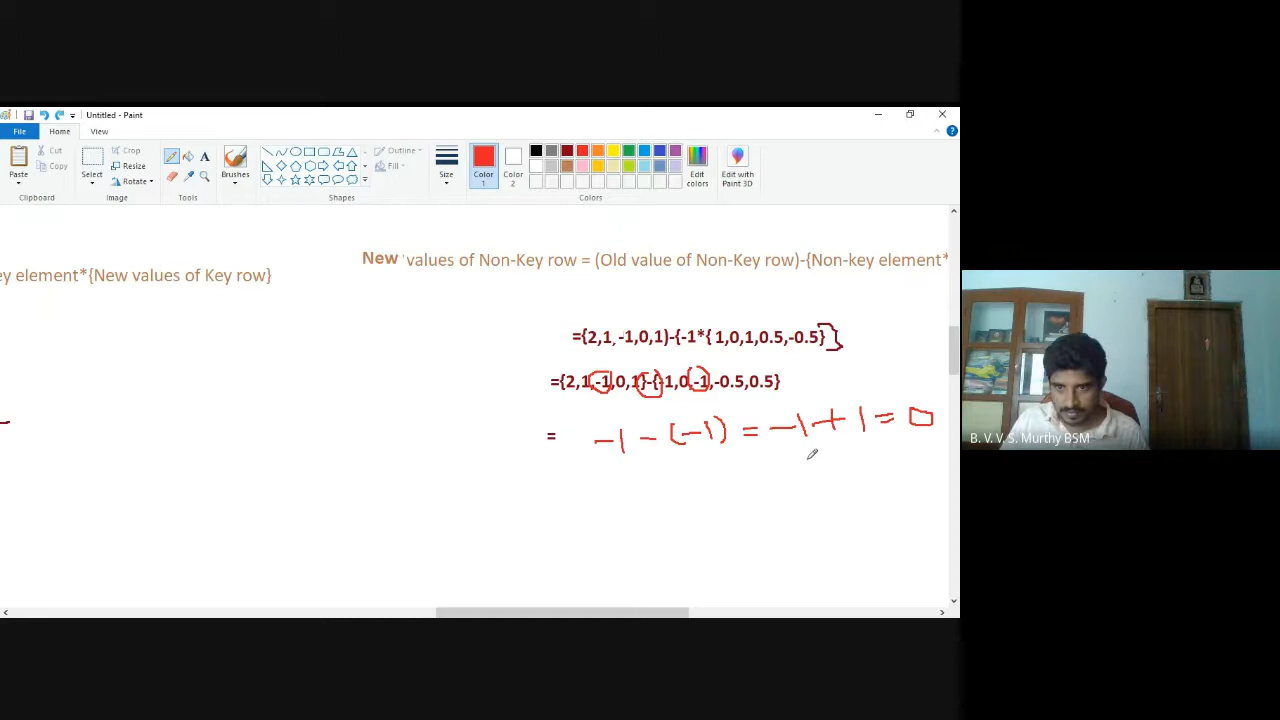 Untitled - Paint
File Home View
Cut
Copy
Paste
Clipboard
Select
Crop
Resize
Rotate
Image
Tools
Brushes
Shapes
Outline
Fill
Size
Color 1
Color 2
Colors
Edit colors
Edit with Paint 3D
ey element*{New values of Key row}
New values of Non-Key row = (Old value of Non-Key row)-{Non-key element*
={2,1,-1,0,1)-{-1*{1,0,1,0.5,-0.5}}
={2,1,-1,0,1}-{-1,0,-1,-0.5,0.5}
= -1 - (-1) = -1 + 1 = 0
B. V. V. S. Murthy BSM